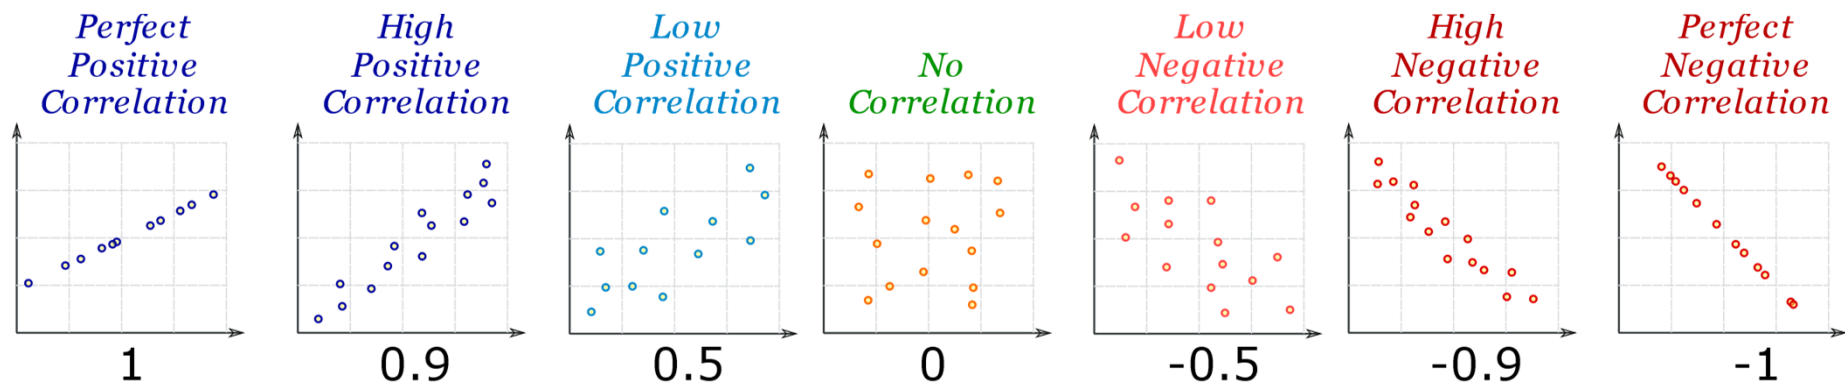 Perfect
Positive
Correlation
High
Positive
Correlation
Low
Positive
Correlation
No
Correlation
Low
Negative
Correlation
High
Negative
Correlation
Perfect
Negative
Correlation
1
0.9
0.5
0
-0.5
-0.9
-1